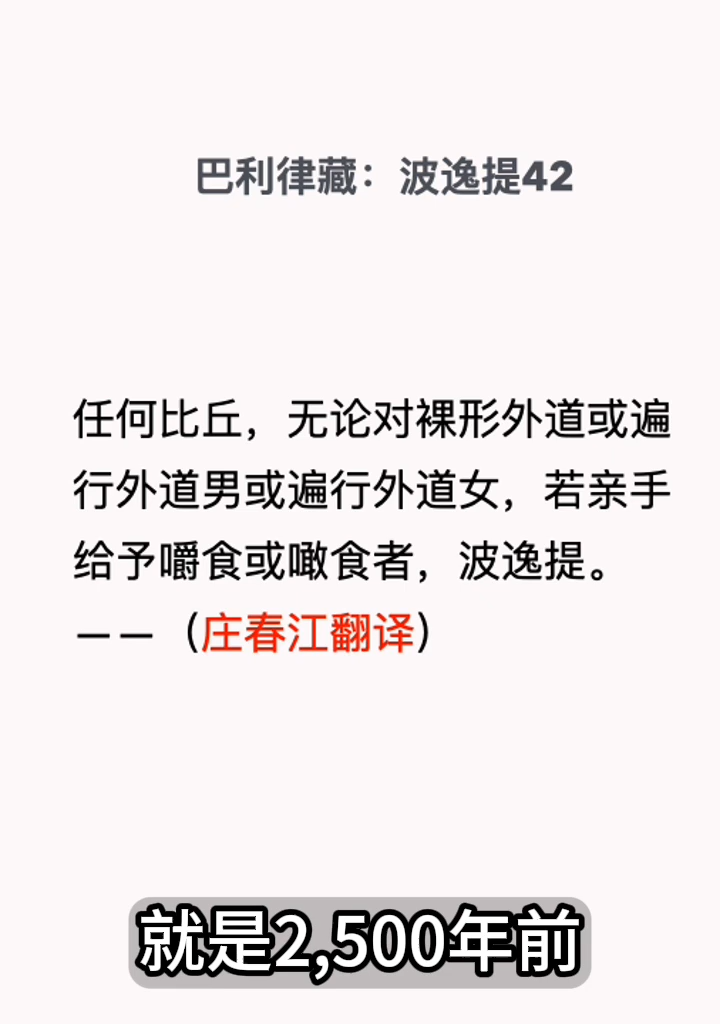 巴利律藏：波逸提42
任何比丘，无论对裸形外道或遍
行外道男或遍行外道女，若亲手
给予嚼食或噉食者，波逸提。
——（庄春江翻译）
就是2,500年前